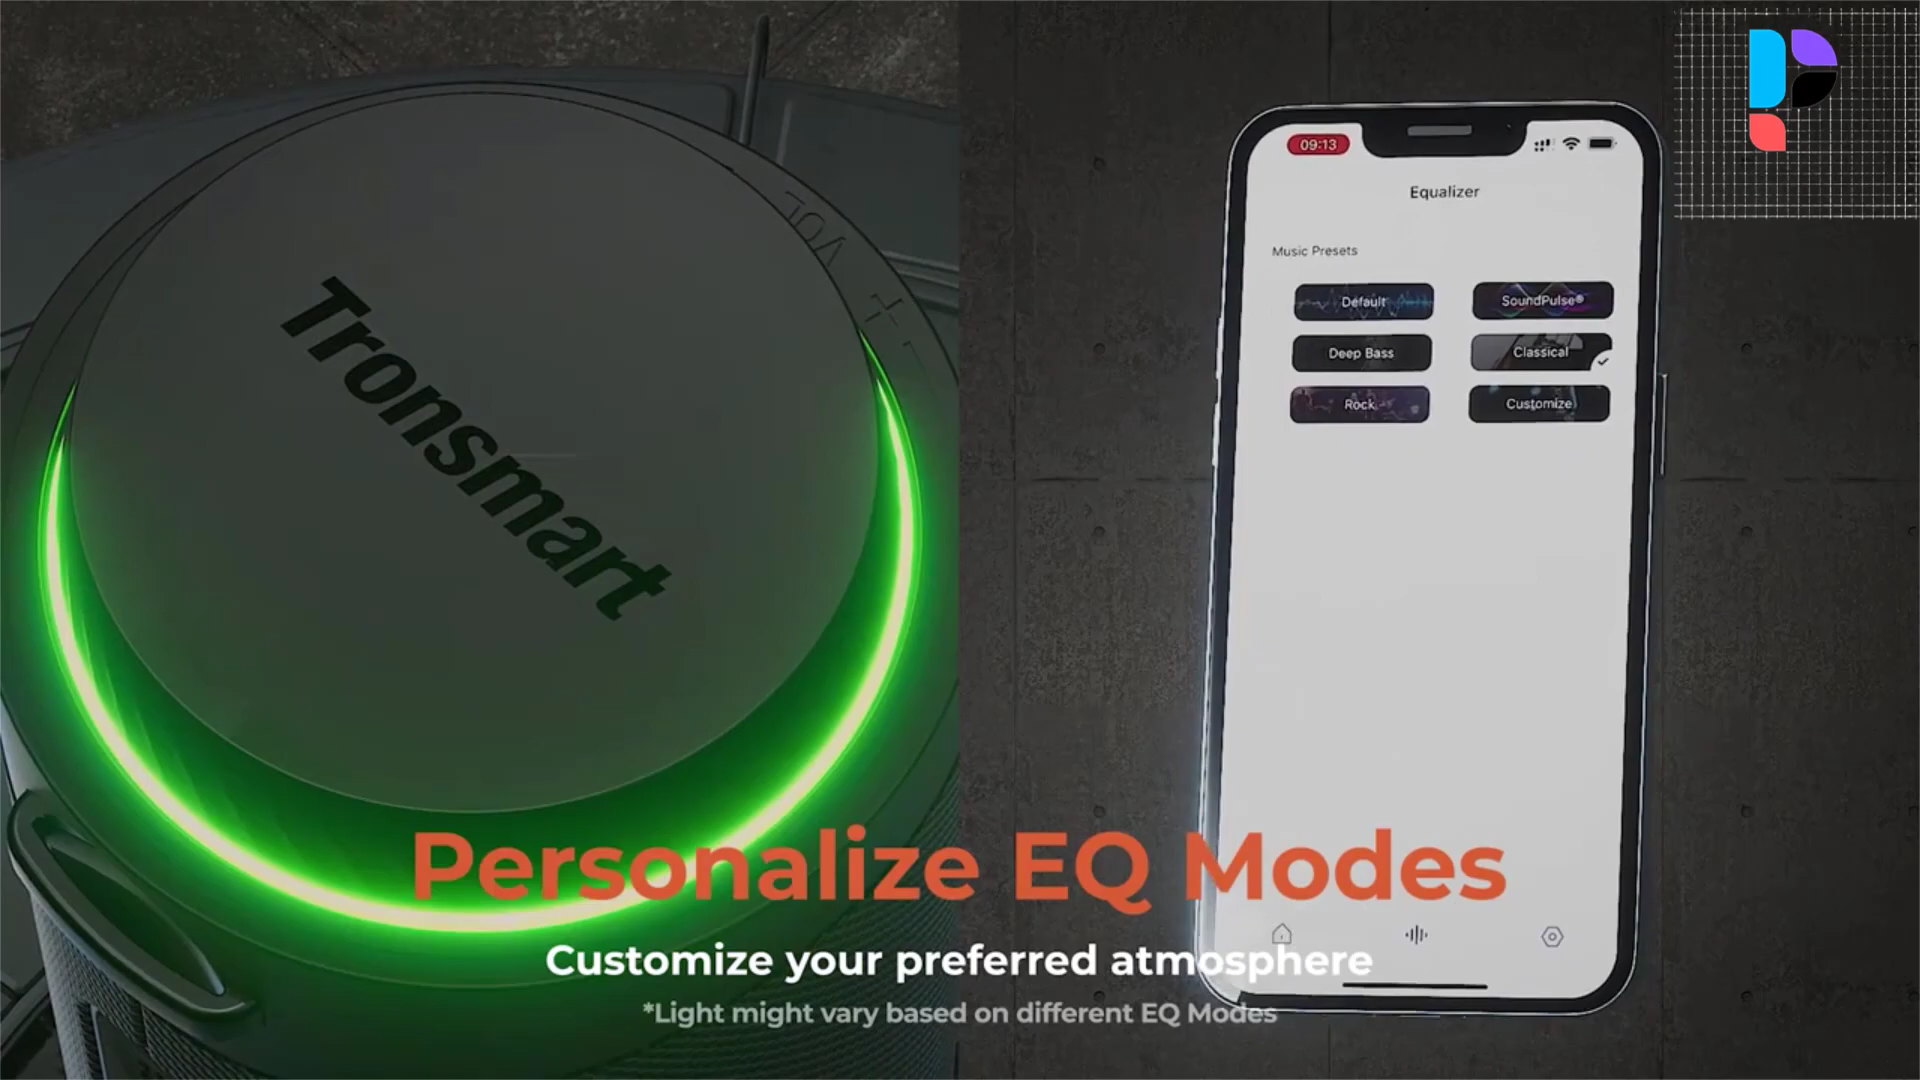 VOL
+
-
Tronsmart
09:13
Equalizer
Music Presets
Default
SoundPulse®
Deep Bass
Classical
Rock
Customize
Personalize EQ Modes
Customize your preferred atmosphere
*Light might vary based on different EQ Modes